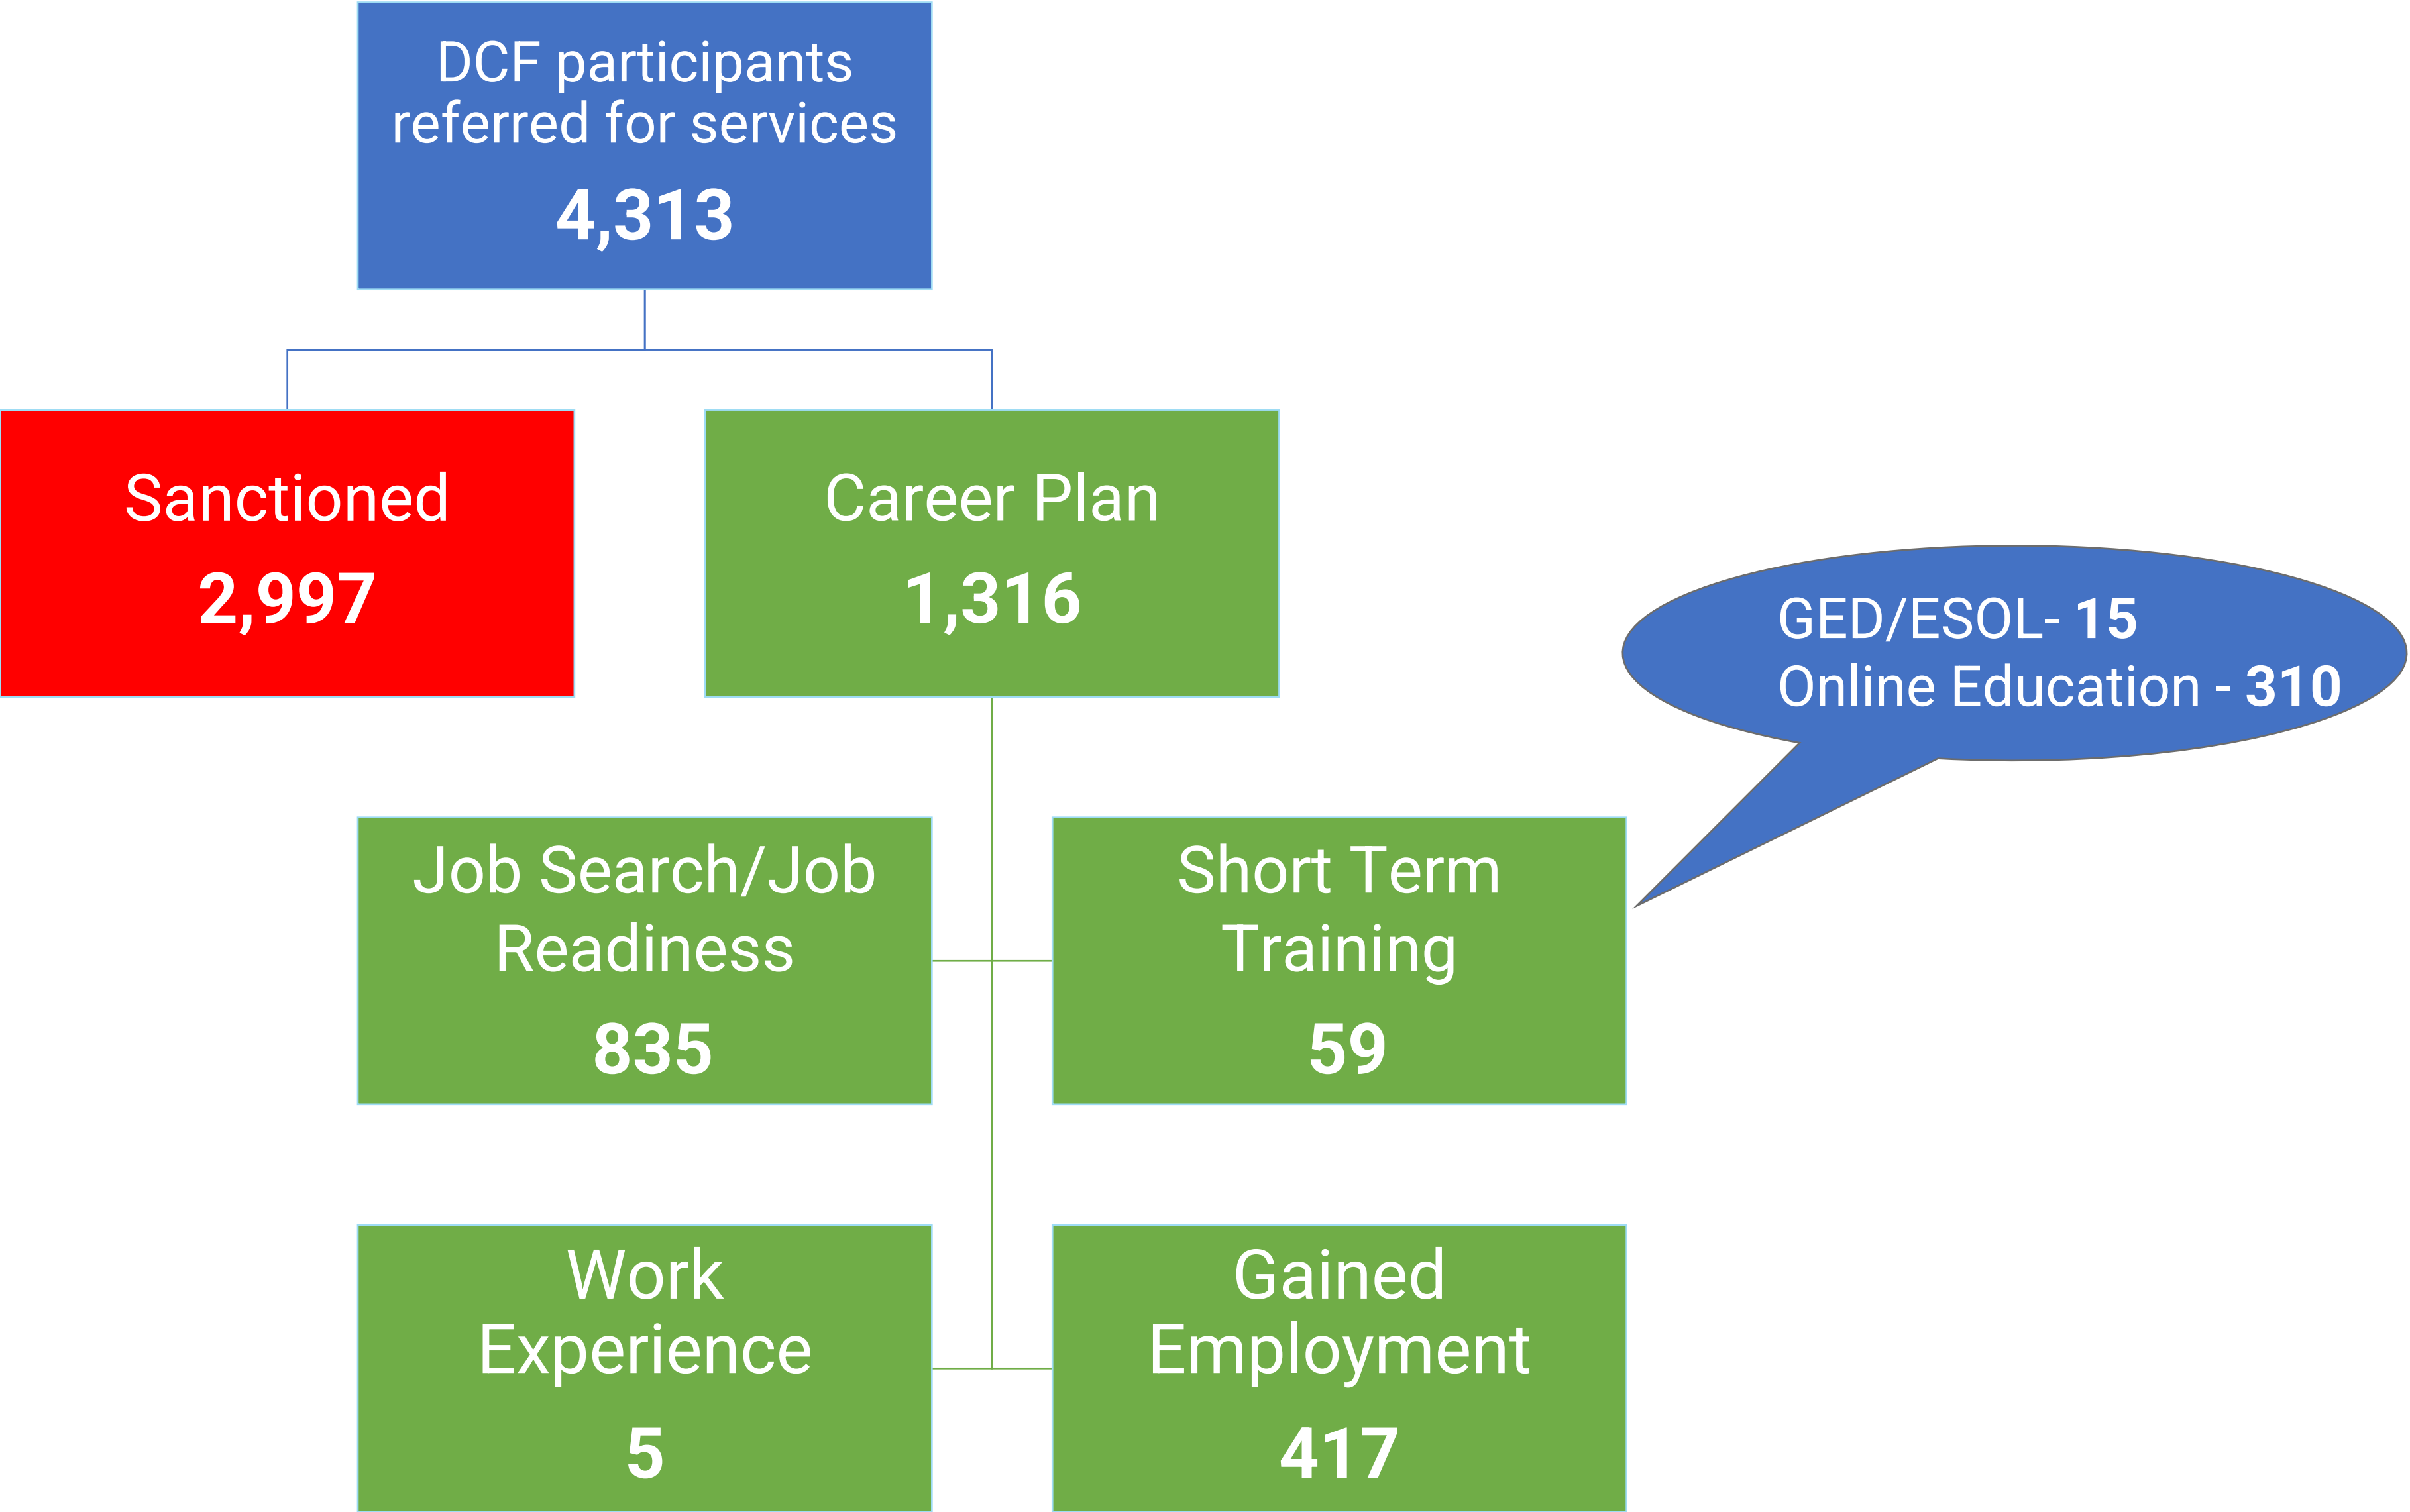 DCF participants
referred for services
4,313
Sanctioned
2,997
Career Plan
1,316
GED/ESOL- 15
Online Education - 310
Job Search/Job
Readiness
835
Short Term
Training
59
Work
Experience
5
Gained
Employment
417